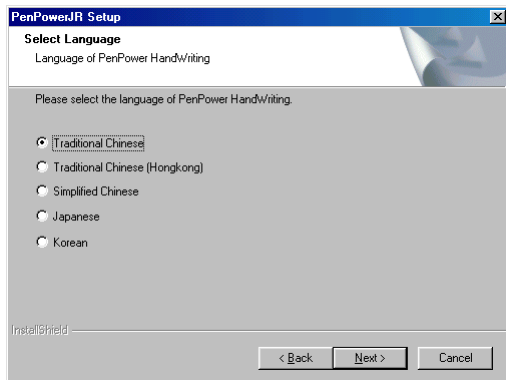 PenPowerJR Setup
Select Language
Language of PenPower HandWriting
Please select the language of PenPower HandWriting.
Traditional Chinese
Traditional Chinese (Hongkong)
Simplified Chinese
Japanese
Korean
InstallShield
< Back Next > Cancel